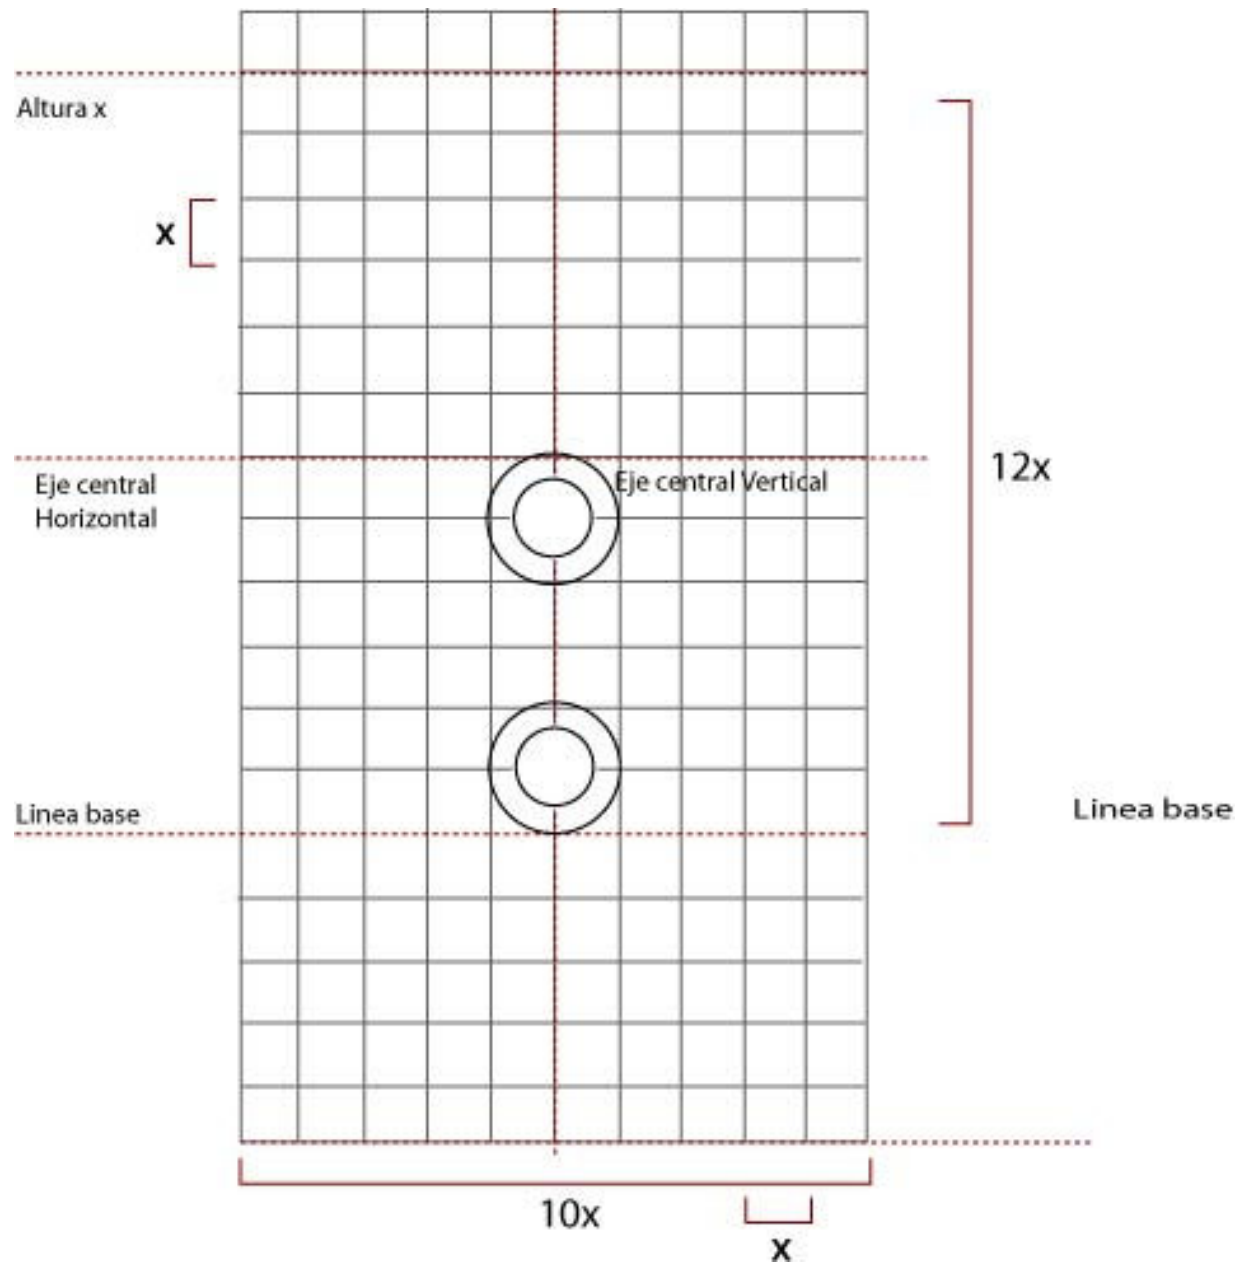 Altura x
x
Eje central
Horizontal
Eje central Vertical
12x
Linea base
Linea base
10x
x